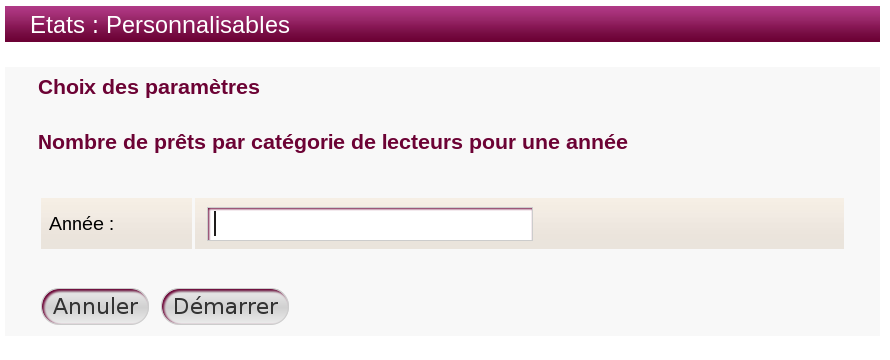 Etats : Personnalisables
Choix des paramètres
Nombre de prêts par catégorie de lecteurs pour une année
Année :
Annuler Démarrer